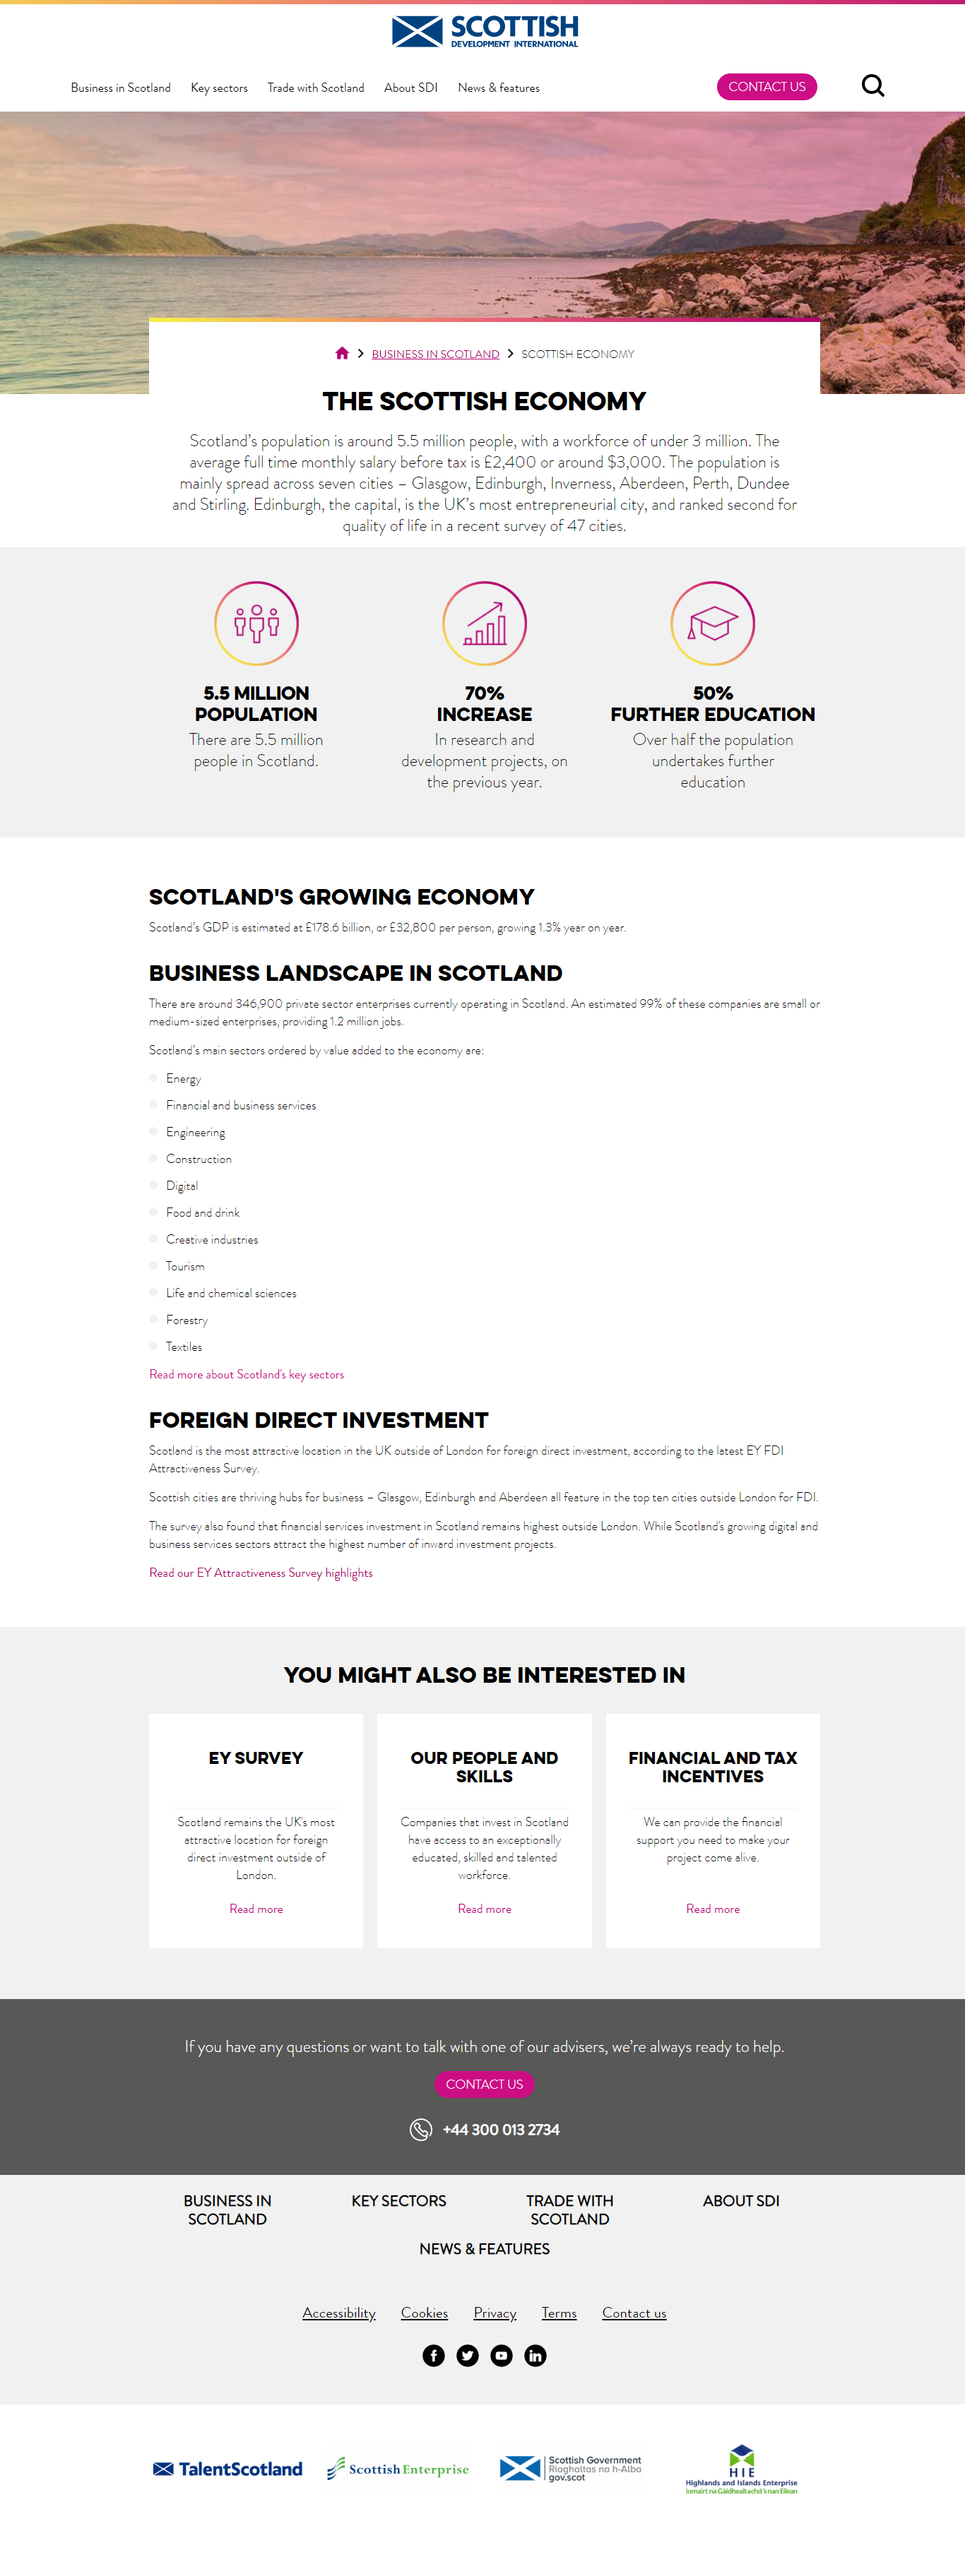 SCOTTISH
DEVELOPMENT INTERNATIONAL
Business in Scotland Key sectors Trade with Scotland About SDI News & features CONTACT US
BUSINESS IN SCOTLAND SCOTTISH ECONOMY
THE SCOTTISH ECONOMY
Scotland’s population is around 5.5 million people, with a workforce of under 3 million. The
average full time monthly salary before tax is £2,400 or around $3,000. The population is
mainly spread across seven cities – Glasgow, Edinburgh, Inverness, Aberdeen, Perth, Dundee
and Stirling. Edinburgh, the capital, is the UK’s most entrepreneurial city, and ranked second for
quality of life in a recent survey of 47 cities.
5.5 MILLION
POPULATION
There are 5.5 million
people in Scotland.
70%
INCREASE
In research and
development projects, on
the previous year.
50%
FURTHER EDUCATION
Over half the population
undertakes further
education
SCOTLAND'S GROWING ECONOMY
Scotland’s GDP is estimated at £178.6 billion, or £32,800 per person, growing 1.3% year on year.
BUSINESS LANDSCAPE IN SCOTLAND
There are around 346,900 private sector enterprises currently operating in Scotland. An estimated 99% of these companies are small or
medium-sized enterprises, providing 1.2 million jobs.
Scotland’s main sectors ordered by value added to the economy are:
Energy
Financial and business services
Engineering
Construction
Digital
Food and drink
Creative industries
Tourism
Life and chemical sciences
Forestry
Textiles
Read more about Scotland's key sectors
FOREIGN DIRECT INVESTMENT
Scotland is the most attractive location in the UK outside of London for foreign direct investment, according to the latest EY FDI
Attractiveness Survey.
Scottish cities are thriving hubs for business – Glasgow, Edinburgh and Aberdeen all feature in the top ten cities outside London for FDI.
The survey also found that financial services investment in Scotland remains highest outside London. While Scotland's growing digital and
business services sectors attract the highest number of inward investment projects.
Read our EY Attractiveness Survey highlights
YOU MIGHT ALSO BE INTERESTED IN
EY SURVEY
Scotland remains the UK's most
attractive location for foreign
direct investment outside of
London.
Read more
OUR PEOPLE AND
SKILLS
Companies that invest in Scotland
have access to an exceptionally
educated, skilled and talented
workforce.
Read more
FINANCIAL AND TAX
INCENTIVES
We can provide the financial
support you need to make your
project come alive.
Read more
If you have any questions or want to talk with one of our advisers, we’re always ready to help.
CONTACT US
+44 300 013 2734
BUSINESS IN
SCOTLAND
KEY SECTORS
TRADE WITH
SCOTLAND
ABOUT SDI
NEWS & FEATURES
Accessibility Cookies Privacy Terms Contact us
TalentScotland
Scottish Enterprise
Scottish Government
Riaghaltas na h-Alba
gov.scot
HIE
Highlands and Islands Enterprise
Iomairt na Gàidhealtachd 's nan Eilean